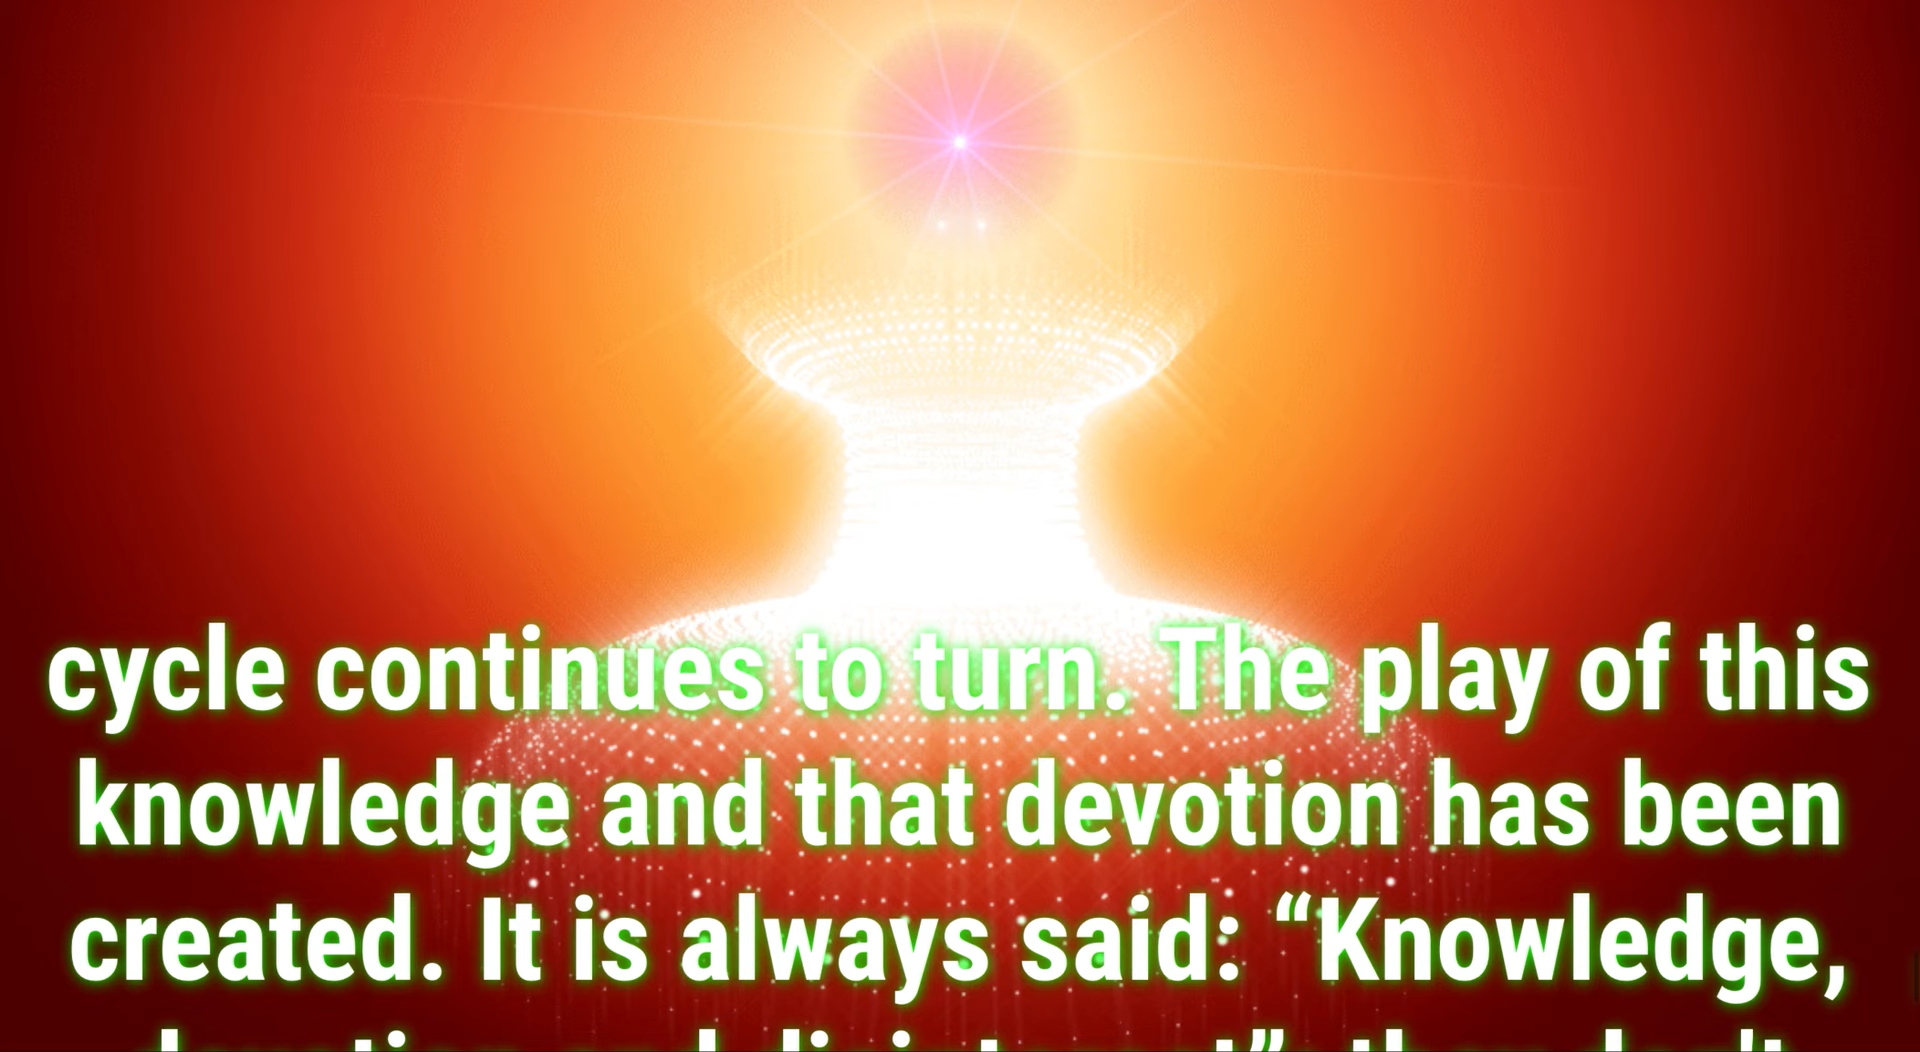 cycle continues to turn. The play of this
knowledge and that devotion has been
created. It is always said: “Knowledge,